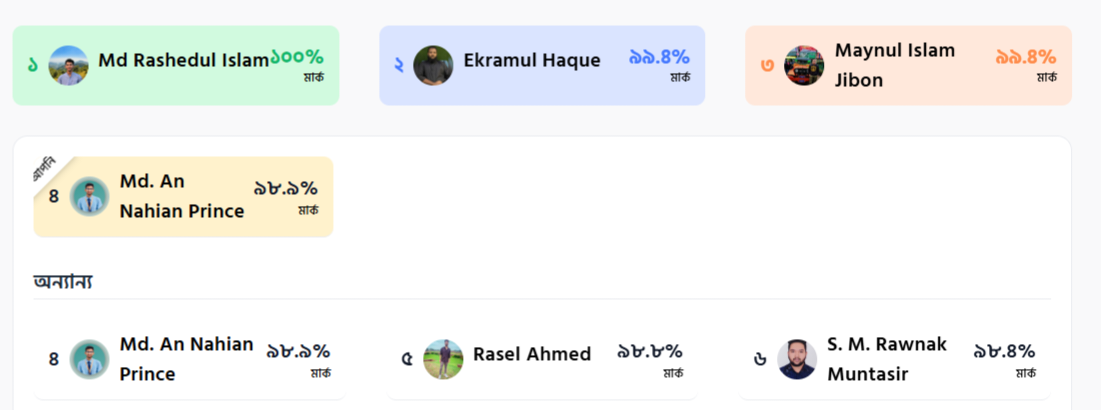 ১
Md Rashedul Islam
১০০%
মার্ক
২
Ekramul Haque
৯৯.৪%
মার্ক
৩
Maynul Islam
Jibon
৯৯.৪%
মার্ক
আপনি
৪
Md. An
Nahian Prince
৯৮.৯%
মার্ক
অন্যান্য
৪
Md. An Nahian
Prince
৯৮.৯%
মার্ক
৫
Rasel Ahmed
৯৮.৮%
মার্ক
৬
S. M. Rawnak
Muntasir
৯৮.৪%
মার্ক